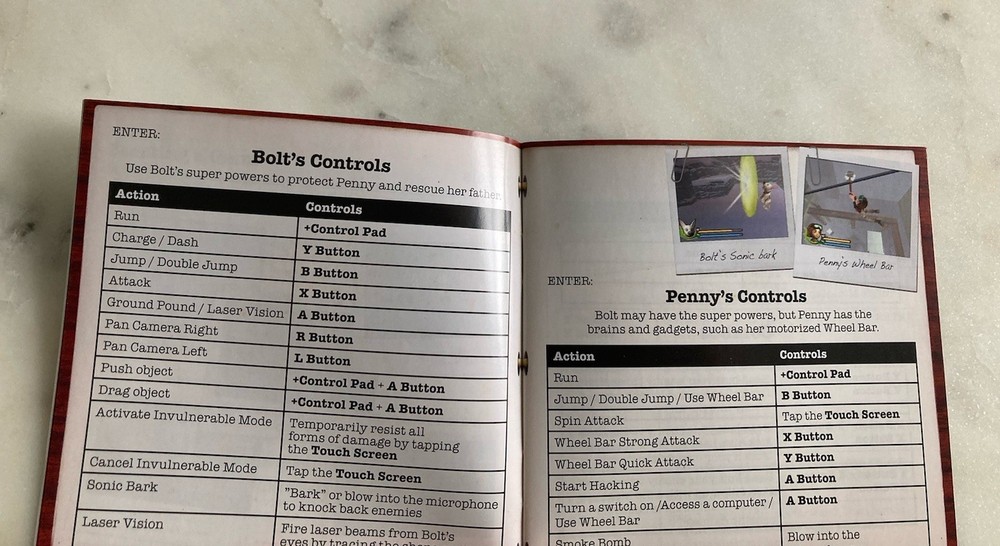 ENTER:
Bolt's Controls
Use Bolt's super powers to protect Penny and rescue her father.
Action Controls
Run +Control Pad
Charge / Dash Y Button
Jump / Double Jump B Button
Attack X Button
Ground Pound / Laser Vision A Button
Pan Camera Right R Button
Pan Camera Left L Button
Push object +Control Pad + A Button
Drag object +Control Pad + A Button
Activate Invulnerable Mode Temporarily resist all
forms of damage by tapping
the Touch Screen
Cancel Invulnerable Mode Tap the Touch Screen
Sonic Bark "Bark" or blow into the microphone
to knock back enemies
Laser Vision Fire laser beams from Bolt's
eyes by tracing the
Bolt's Sonic bark
Penny's Wheel Bar
ENTER:
Penny's Controls
Bolt may have the super powers, but Penny has the
brains and gadgets, such as her motorized Wheel Bar.
Action Controls
Run +Control Pad
Jump / Double Jump / Use Wheel Bar B Button
Spin Attack Tap the Touch Screen
Wheel Bar Strong Attack X Button
Wheel Bar Quick Attack Y Button
Start Hacking A Button
Turn a switch on /Access a computer / A Button
Use Wheel Bar
Smoke Bomb Blow into the